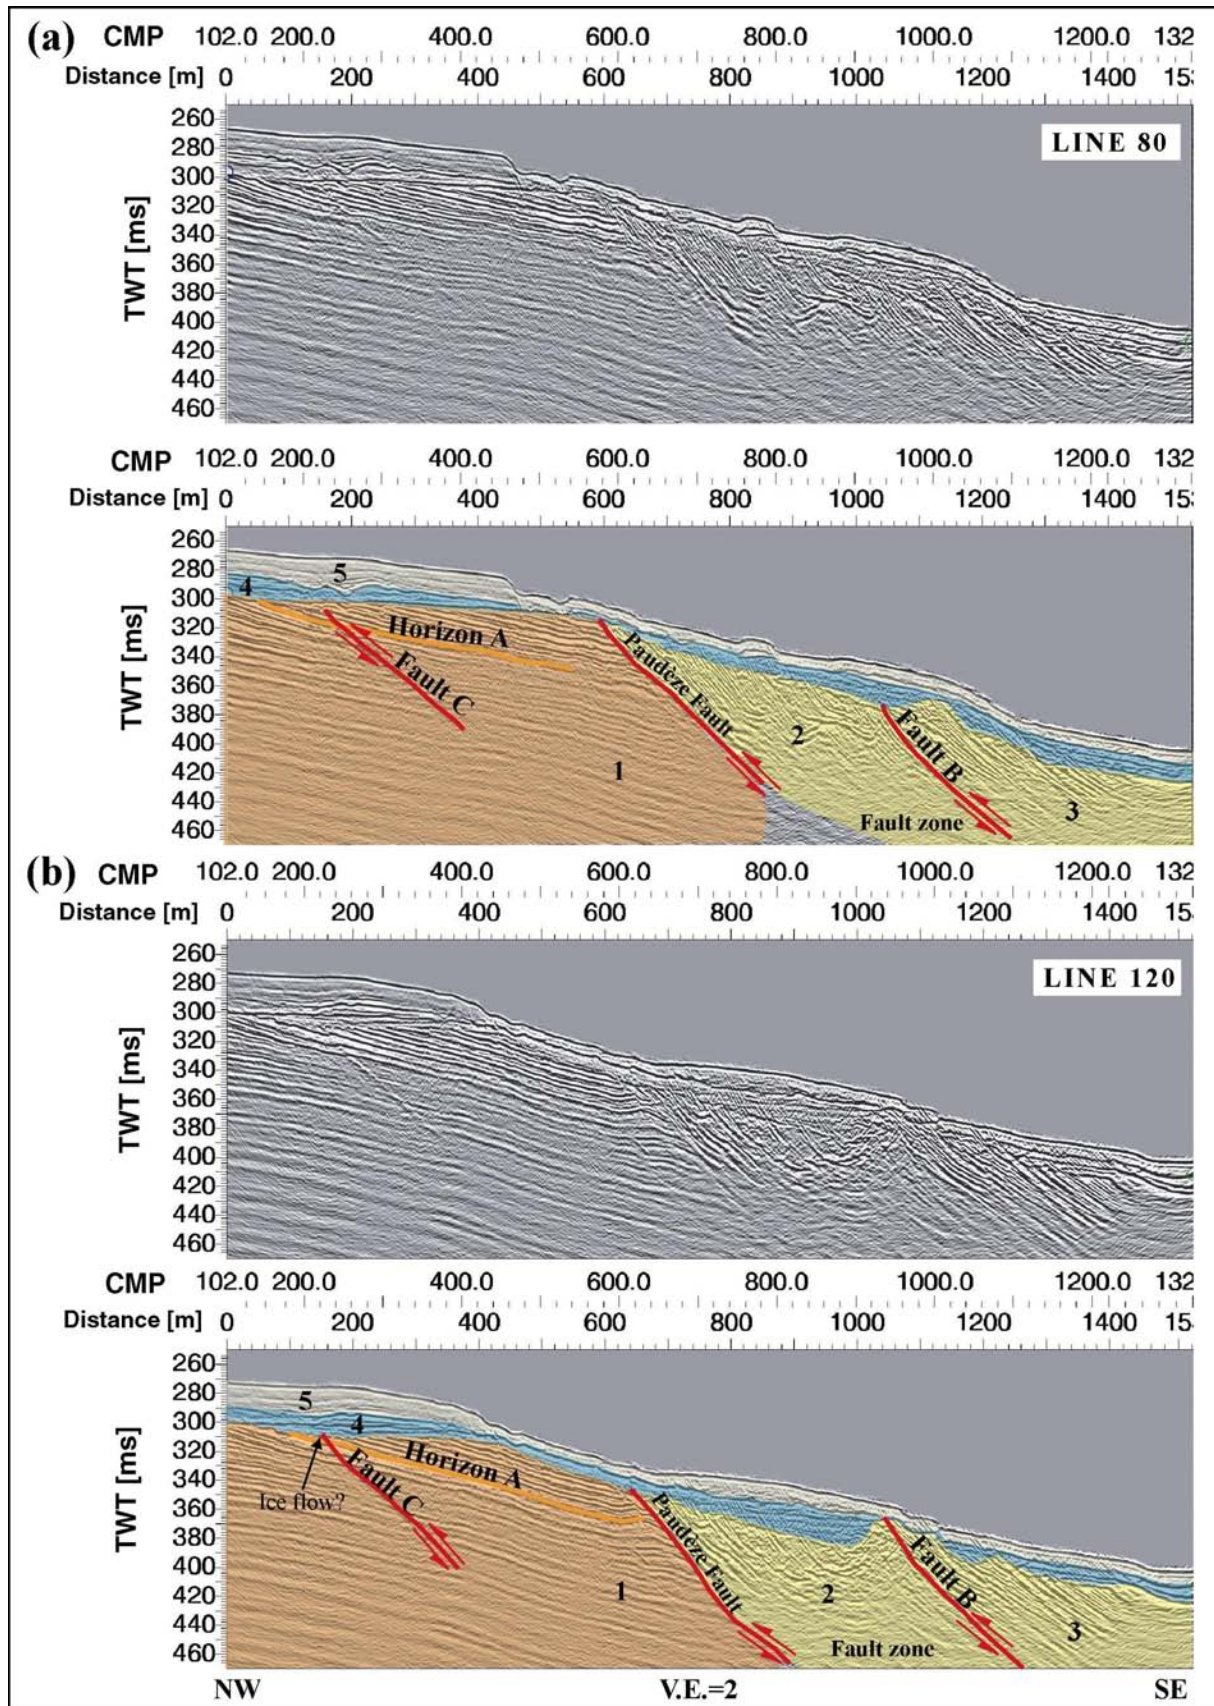 (a) CMP 102.0 200.0 400.0 600.0 800.0 1000.0 1200.0 132
Distance [m] 0 200 400 600 800 1000 1200 1400 153
260
LINE 80
280
300
320
TWT [ms]
340
360
380
400
420
440
460
CMP 102.0 200.0 400.0 600.0 800.0 1000.0 1200.0 132
Distance [m] 0 200 400 600 800 1000 1200 1400 153
260
280
5
4
300
Horizon A
320
TWT [ms]
340
Fault C
Paudèze Fault
360
380
2
400
Fault B
1
420
440
3
Fault zone
460
(b) CMP 102.0 200.0 400.0 600.0 800.0 1000.0 1200.0 132
Distance [m] 0 200 400 600 800 1000 1200 1400 15
260
LINE 120
280
300
320
TWT [ms]
340
360
380
400
420
440
460
CMP 102.0 200.0 400.0 600.0 800.0 1000.0 1200.0 132
Distance [m] 0 200 400 600 800 1000 1200 1400 15
260
280
5
4
300
Horizon A
320
TWT [ms]
340
Fault C
Ice flow?
360
Paudèze Fault
380
Fault B
400
1
2
420
440
3
Fault zone
460
NW V.E.=2 SE